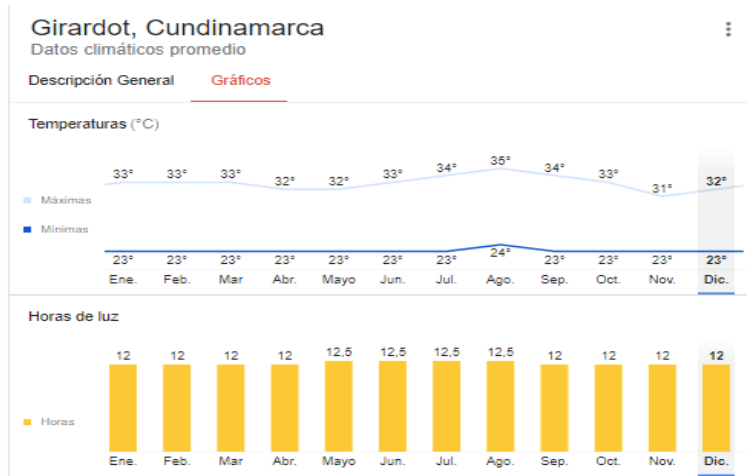 Girardot, Cundinamarca
Datos climáticos promedio
Descripción General Gráficos
Temperaturas (°C)
33° 33° 33° 32° 32° 33° 34° 35° 34° 33° 31° 32°
Máximas
Mínimas
23° 23° 23° 23° 23° 23° 23° 24° 23° 23° 23° 23°
Ene. Feb. Mar Abr. Mayo Jun. Jul. Ago. Sep. Oct. Nov. Dic.
Horas de luz
12 12 12 12 12,5 12,5 12,5 12,5 12 12 12 12
Horas
Ene. Feb. Mar Abr. Mayo Jun. Jul. Ago. Sep. Oct. Nov. Dic.